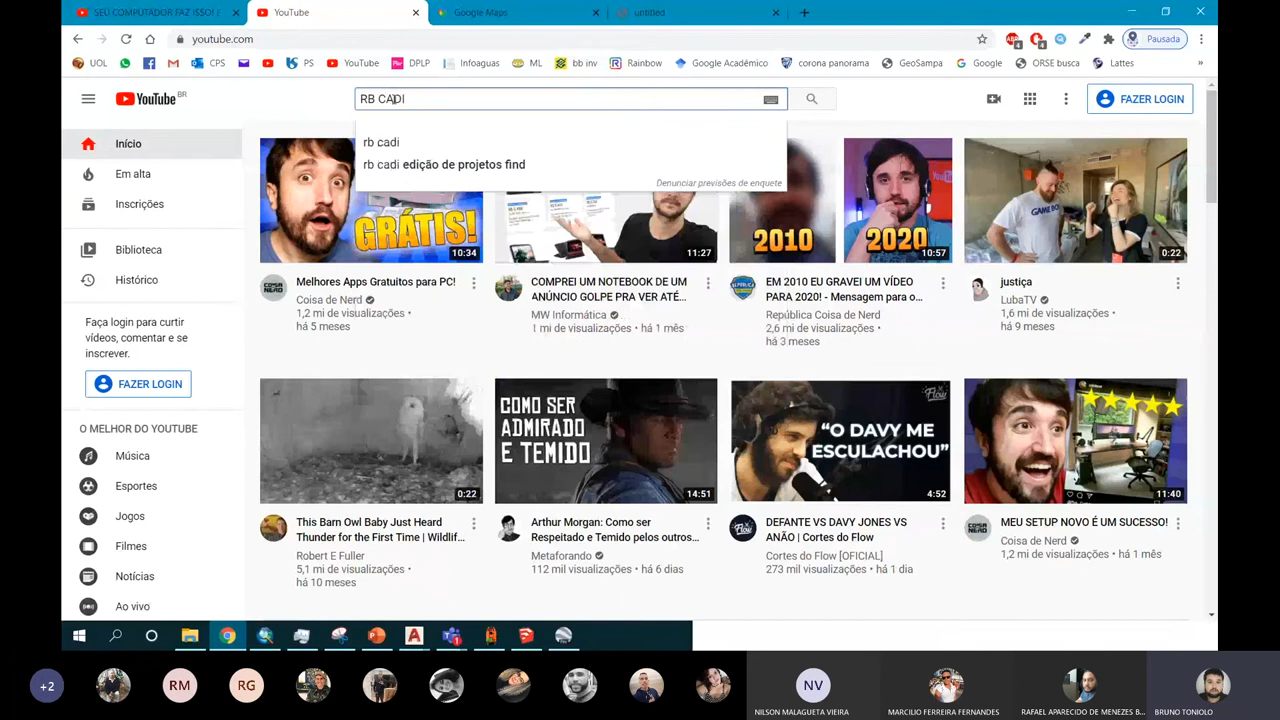 SEU COMPUTADOR FAZ ISSO! (
YouTube
Google Maps
untitled
youtube.com
Pausada
UOL
CPS
PS
YouTube
DPLP
Infoaguas
ML
bb inv
Rainbow
Google Acadêmico
corona panorama
GeoSampa
Google
ORSE busca
Lattes
YouTube BR
RB CADI
FAZER LOGIN
rb cadi
rb cadi edição de projetos find
Denunciar previsões de enquete
Início
Em alta
Inscrições
Biblioteca
Histórico
Faça login para curtir
vídeos, comentar e se
inscrever.
FAZER LOGIN
O MELHOR DO YOUTUBE
Música
Esportes
Jogos
Filmes
Notícias
Ao vivo
GRÁTIS!
10:34
Melhores Apps Gratuitos para PC!
Coisa de Nerd
1,2 mi de visualizações •
há 5 meses
11:27
COMPREI UM NOTEBOOK DE UM
ANÚNCIO GOLPE PRA VER ATÉ...
MW Informática
1 mi de visualizações • há 1 mês
2010
2020
10:57
EM 2010 EU GRAVEI UM VÍDEO
PARA 2020! - Mensagem para o...
República Coisa de Nerd
2,6 mi de visualizações •
há 3 meses
GAME BOY
0:22
justiça
LubaTV
1,6 mi de visualizações •
há 9 meses
0:22
This Barn Owl Baby Just Heard
Thunder for the First Time | Wildlif...
Robert E Fuller
5,1 mi de visualizações •
há 10 meses
COMO SER
ADMIRADO
E TEMIDO
14:51
Arthur Morgan: Como ser
Respeitado e Temido pelos outros...
Metaforando
112 mil visualizações • há 6 dias
Flow
"O DAVY ME
ESCULACHOU"
4:52
DEFANTE VS DAVY JONES VS
ANÃO | Cortes do Flow
Cortes do Flow [OFICIAL]
273 mil visualizações • há 1 dia
11:40
MEU SETUP NOVO É UM SUCESSO!
Coisa de Nerd
1,2 mi de visualizações • há 1 mês
+2
RM
RG
NV
NILSON MALAGUETA VIEIRA
MARCILIO FERREIRA FERNANDES
RAFAEL APARECIDO DE MENEZES B...
BRUNO TONIOLO